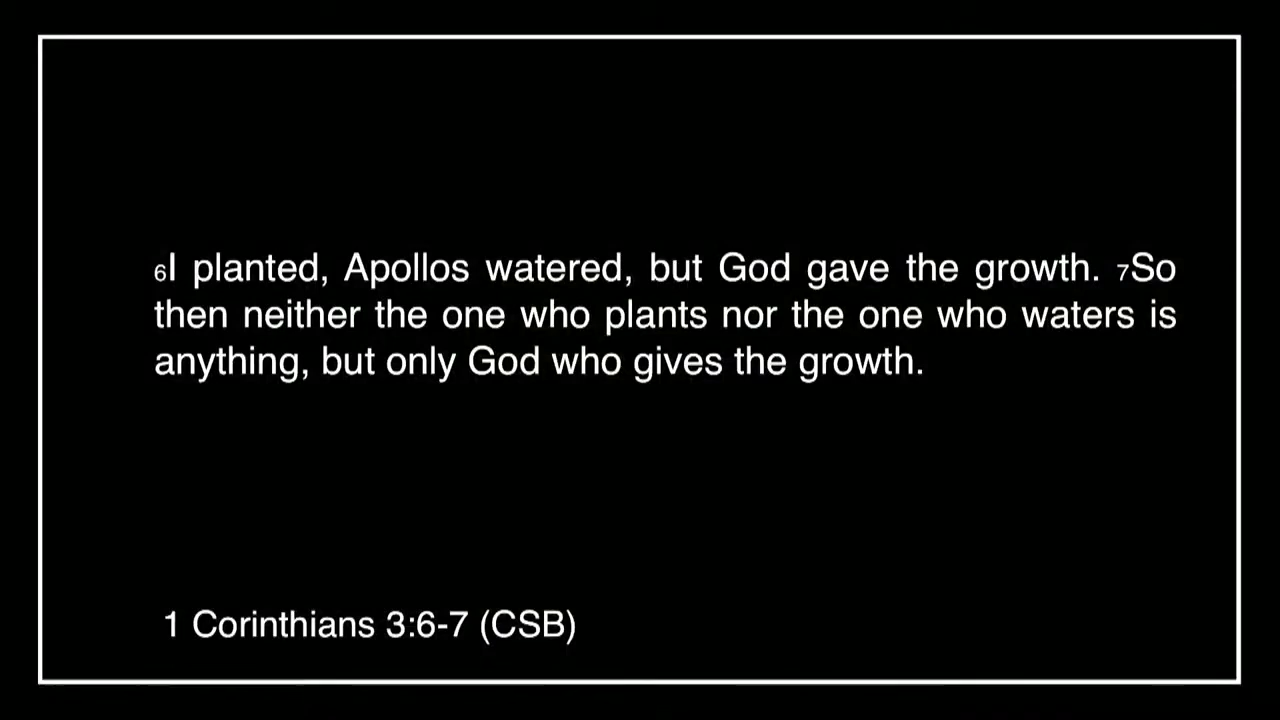 6I planted, Apollos watered, but God gave the growth. 7So
then neither the one who plants nor the one who waters is
anything, but only God who gives the growth.
1 Corinthians 3:6-7 (CSB)